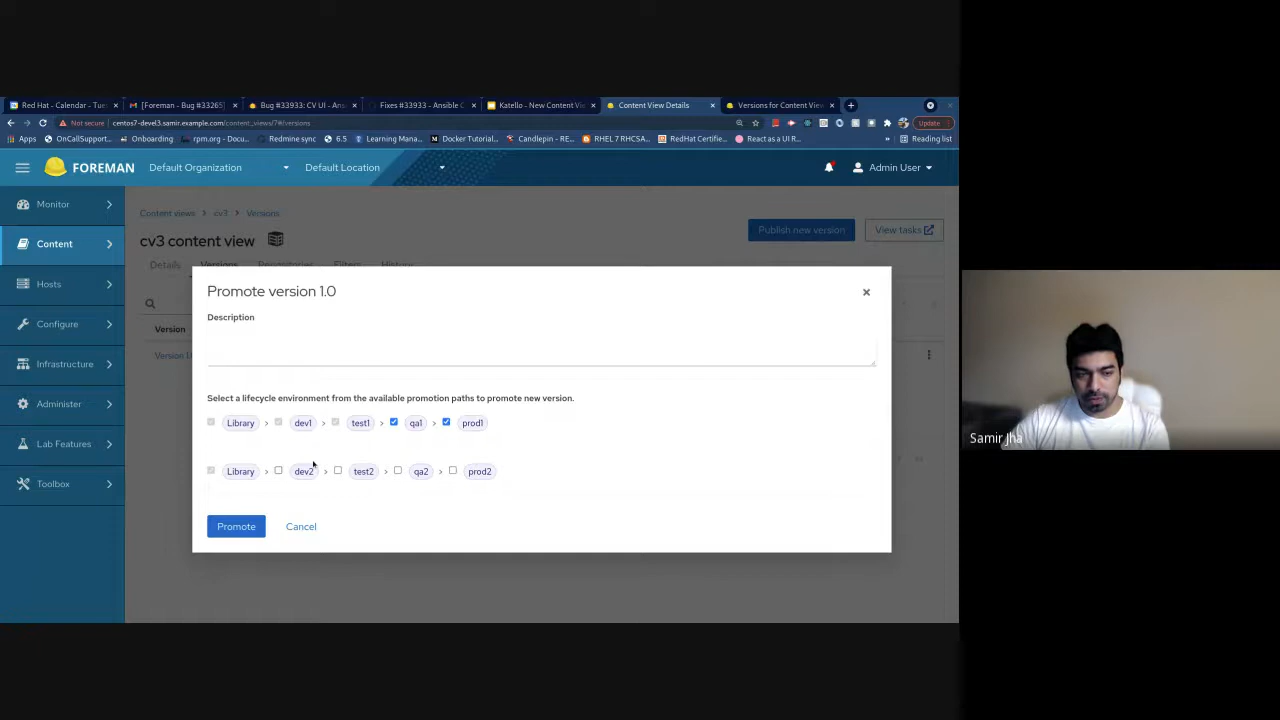 Red Hat - Calendar - Tue
[Foreman - Bug #33265]
Bug #33933: CV UI - Ans
Fixes #33933 - Ansible C
Katello - New Content Vi
Content View Details
Versions for Content View
Not secure centos7-devel3.samir.example.com/content_views/7#/versions
Update
Apps OnCallSupport... Onboarding rpm.org - Docu... Redmine sync 6.5 Learning Mana... Docker Tutorial... Candlepin - RE... RHEL 7 RHCSA... RedHat Certifie... React as a UI R... Reading list
FOREMAN Default Organization Default Location Admin User
Monitor
Content
Hosts
Configure
Infrastructure
Administer
Lab Features
Toolbox
Content views > cv3 > Versions
cv3 content view
Publish new version View tasks
Details Versions Repositories Filters History
Version
Version 1.
Promote version 1.0
Description
Select a lifecycle environment from the available promotion paths to promote new version.
Library > dev1 > test1 > qa1 > prod1
Library > dev2 > test2 > qa2 > prod2
Promote Cancel
Samir Jha